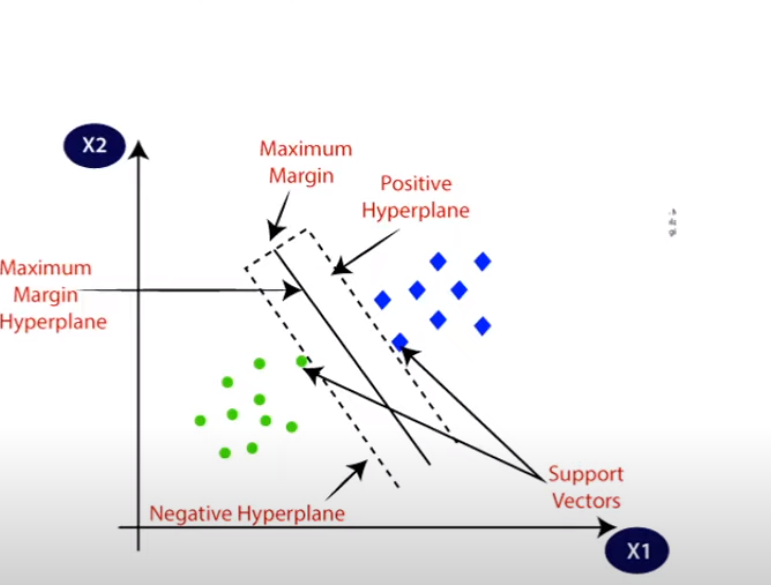 X2
Maximum
Margin
Positive
Hyperplane
Maximum
Margin
Hyperplane
Support
Vectors
Negative Hyperplane
X1